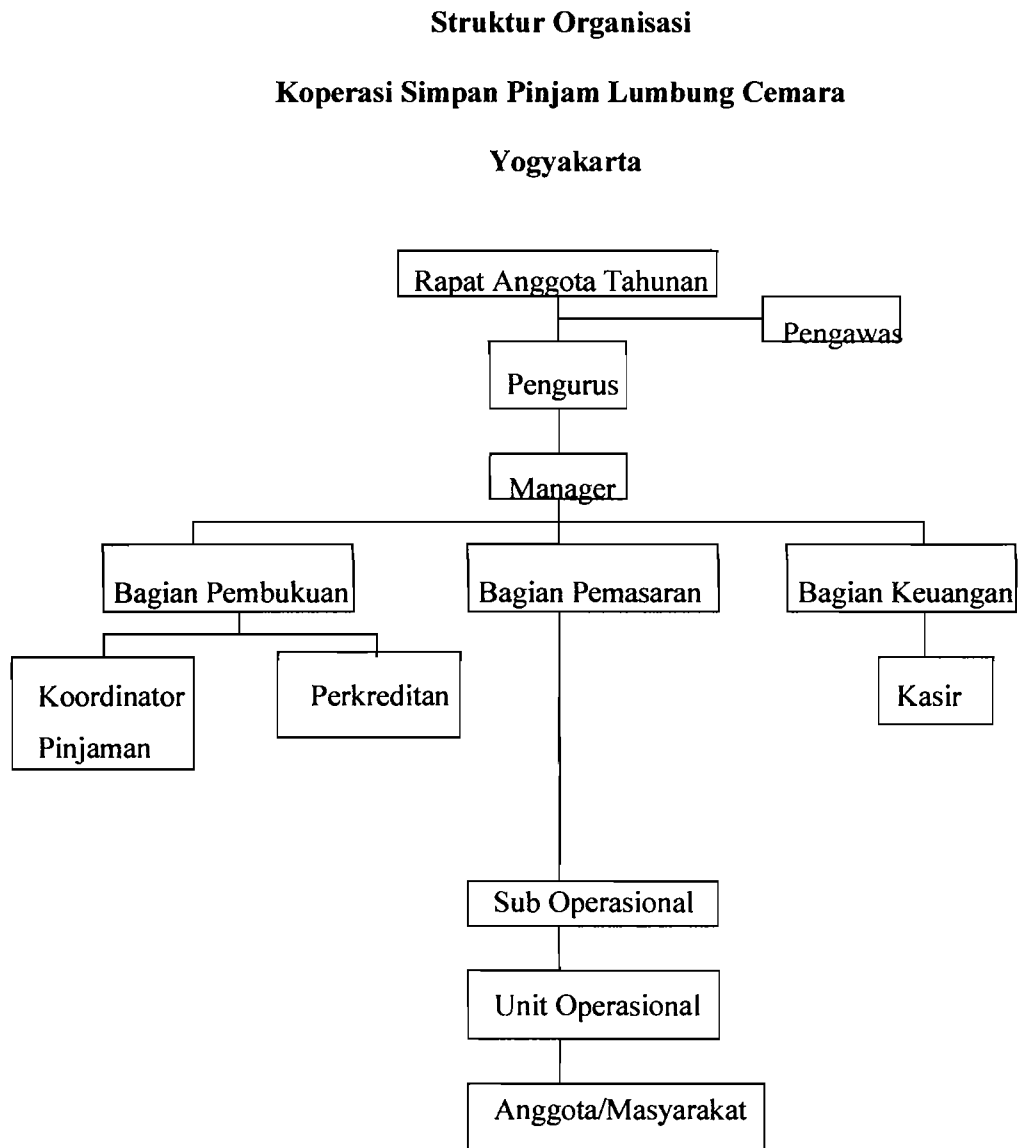 Struktur Organisasi
Koperasi Simpan Pinjam Lumbung Cemara
Yogyakarta
Rapat Anggota Tahunan
Pengawas
Pengurus
Manager
Bagian Pembukuan
Bagian Pemasaran
Bagian Keuangan
Koordinator
Pinjaman
Perkreditan
Kasir
Sub Operasional
Unit Operasional
Anggota/Masyarakat